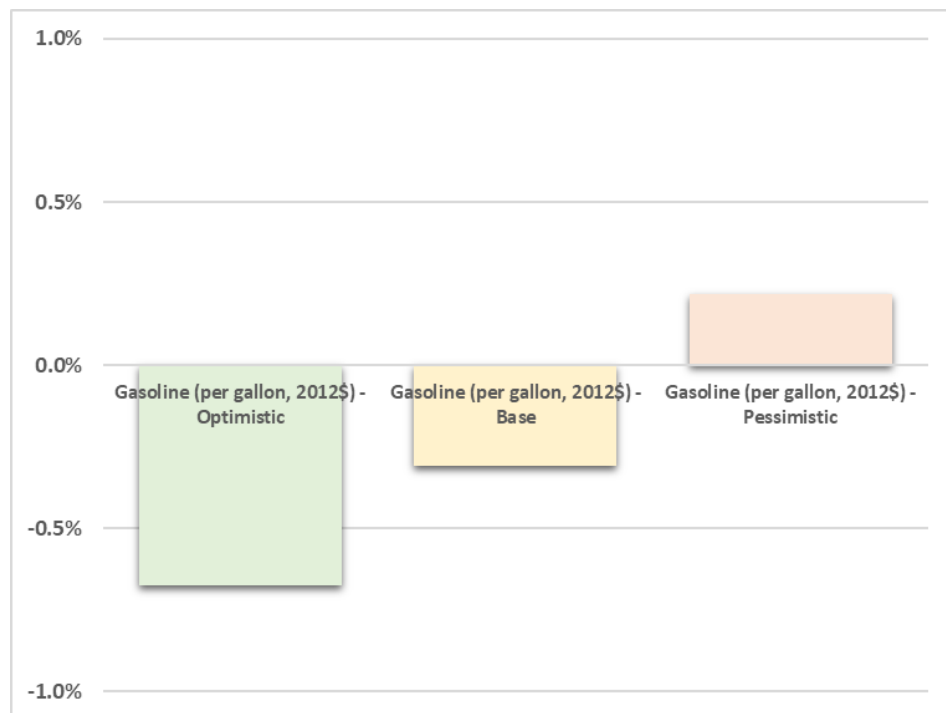 1.0%
0.5%
0.0%
Gasoline (per gallon, 2012$) -
Optimistic
Gasoline (per gallon, 2012$) -
Base
Gasoline (per gallon, 2012$) -
Pessimistic
-0.5%
-1.0%